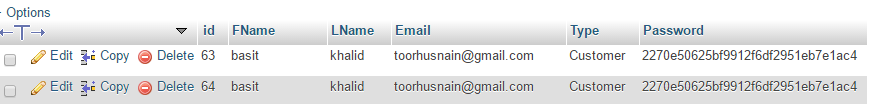 Options
id FName LName Email Type Password
Edit Copy Delete 63 basit khalid toorhusnain@gmail.com Customer 2270e50625bf9912f6df2951eb7e1ac4
Edit Copy Delete 64 basit khalid toorhusnain@gmail.com Customer 2270e50625bf9912f6df2951eb7e1ac4